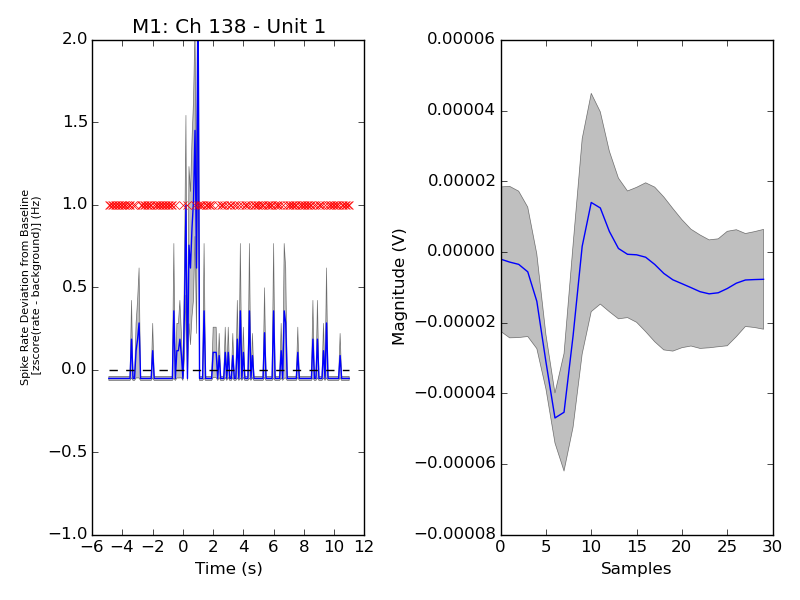 M1: Ch 138 - Unit 1
2.0
1.5
1.0
0.5
0.0
−0.5
−1.0
−6 −4 −2 0 2 4 6 8 10 12
Time (s)
Spike Rate Deviation from Baseline
[zscore(rate - background)] (Hz)
0.00006
0.00004
0.00002
0.00000
−0.00002
−0.00004
−0.00006
−0.00008
0 5 10 15 20 25 30
Samples
Magnitude (V)